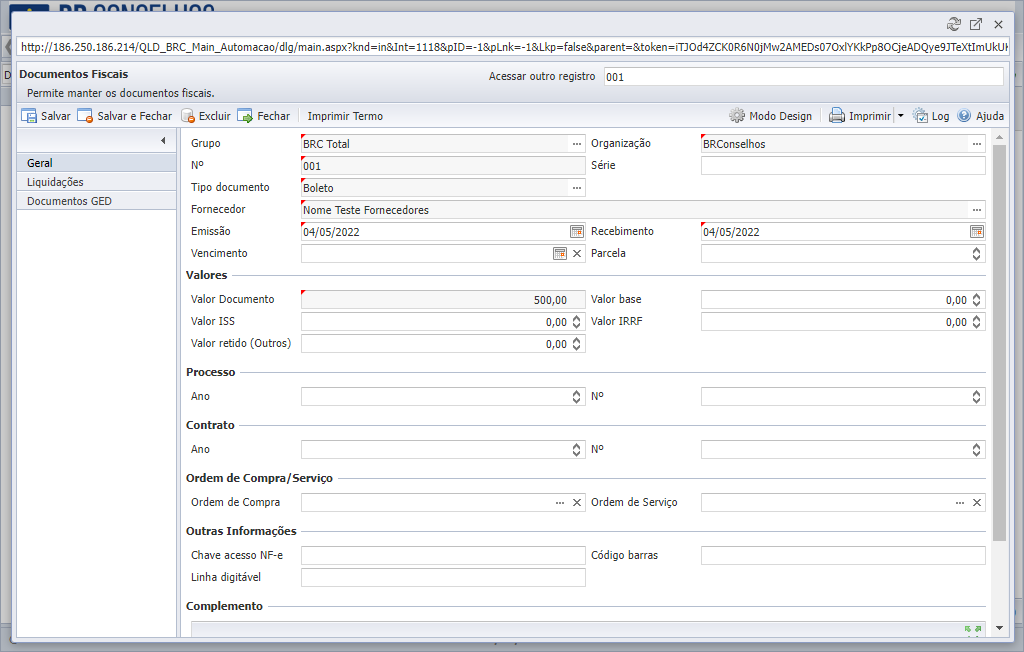 http://186.250.186.214/QLD_BRC_Main_Automacao/dlg/main.aspx?knd=in&Int=1118&pID=-1&pLnk=-1&Lkp=false&parent=&token=iTJOd4ZCK0R6N0jMw2AMEDs07OxlYKkPp8OCjeADQye9JTeXtImUkUH
Documentos Fiscais
Acessar outro registro 001
Permite manter os documentos fiscais.
Salvar Salvar e Fechar Excluir Fechar Imprimir Termo Modo Design Imprimir Log Ajuda
Geral
Liquidações
Documentos GED
Grupo BRC Total ... Organização BRConselhos ...
Nº 001 Série
Tipo documento Boleto ...
Fornecedor Nome Teste Fornecedores ...
Emissão 04/05/2022 Recebimento 04/05/2022
Vencimento Parcela
Valores
Valor Documento 500,00 Valor base 0,00
Valor ISS 0,00 Valor IRRF 0,00
Valor retido (Outros) 0,00
Processo
Ano Nº
Contrato
Ano Nº
Ordem de Compra/Serviço
Ordem de Compra ... Ordem de Serviço ...
Outras Informações
Chave acesso NF-e Código barras
Linha digitável
Complemento